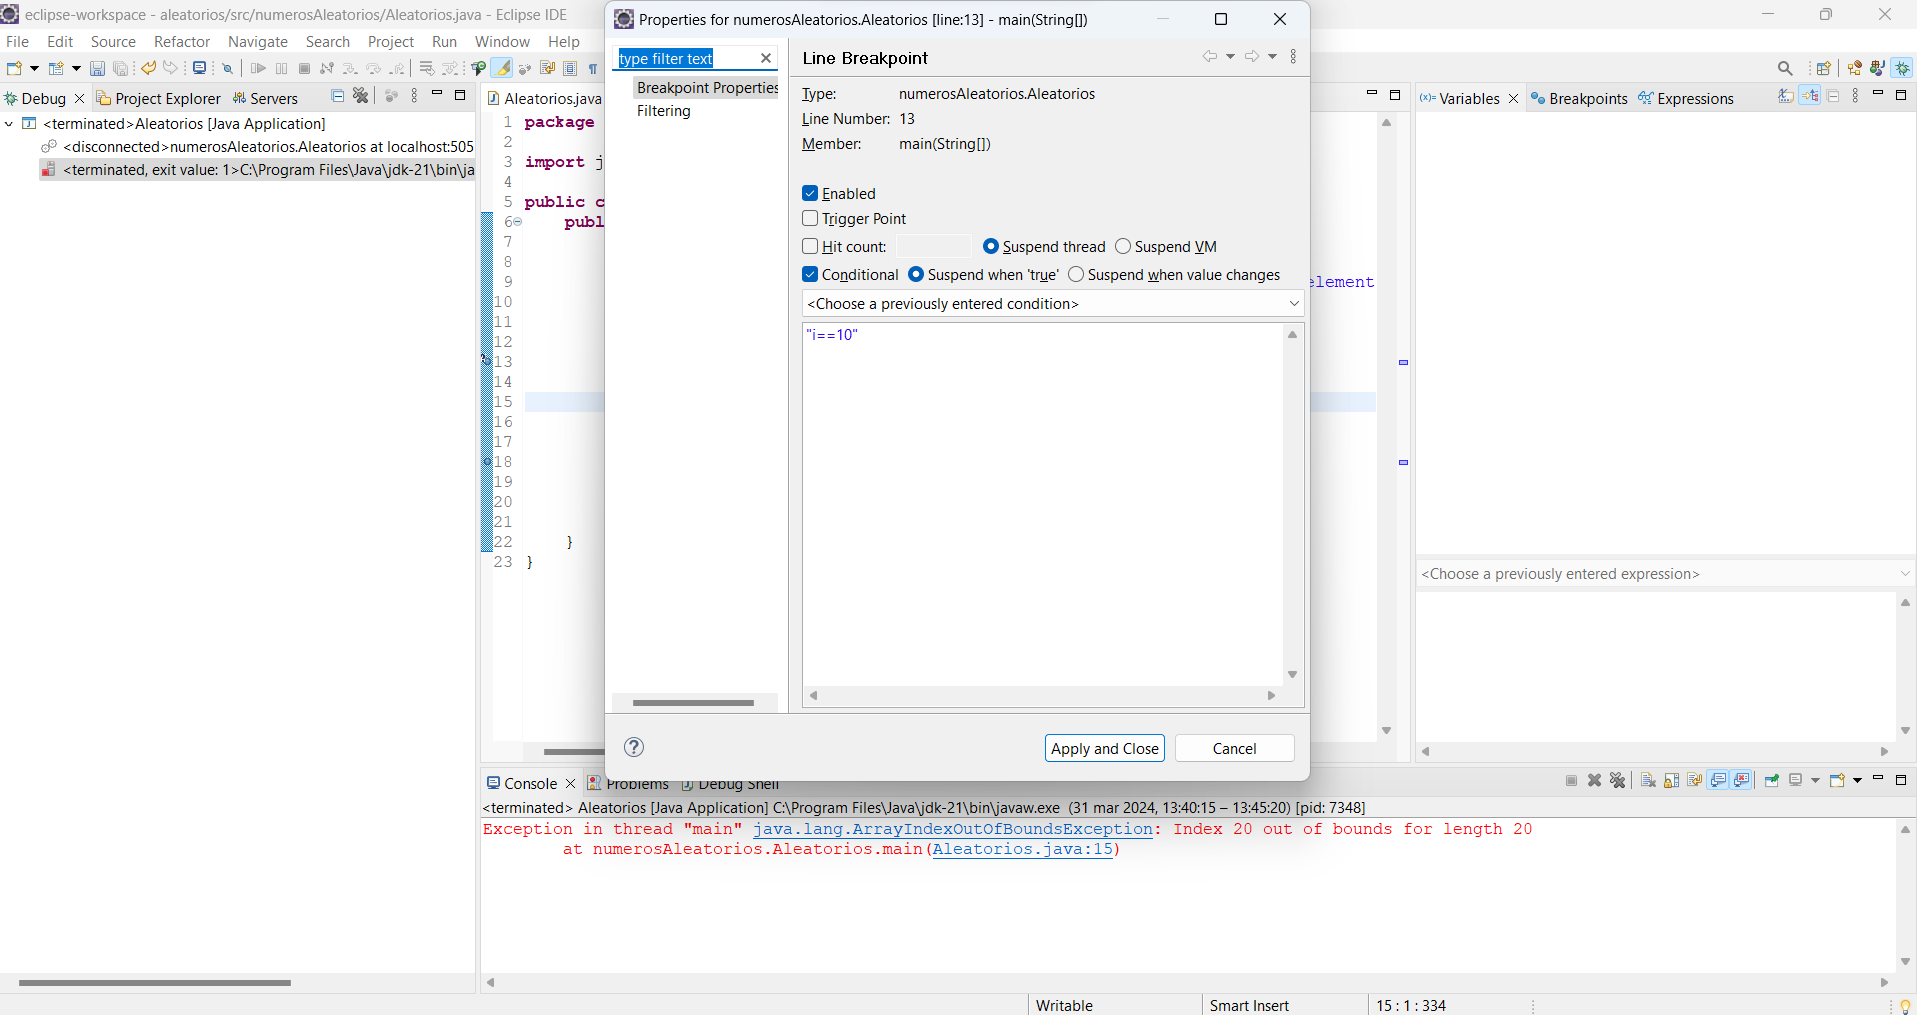 eclipse-workspace - aleatorios/src/numerosAleatorios/Aleatorios.java - Eclipse IDE
File Edit Source Refactor Navigate Search Project Run Window Help
Debug Project Explorer Servers
<terminated>Aleatorios [Java Application]
<disconnected>numerosAleatorios.Aleatorios at localhost:505
<terminated, exit value: 1>C:\Program Files\Java\jdk-21\bin\ja
Aleatorios.java
1 package
2
3 import j
4
5 public c
6 publ
7
8
9 element
10
11
12
13
14
15
16
17
18
19
20
21
22 }
23 }
Properties for numerosAleatorios.Aleatorios [line:13] - main(String[])
type filter text
Breakpoint Properties
Filtering
Line Breakpoint
Type: numerosAleatorios.Aleatorios
Line Number: 13
Member: main(String[])
Enabled
Trigger Point
Hit count: Suspend thread Suspend VM
Conditional Suspend when 'true' Suspend when value changes
<Choose a previously entered condition>
"i==10"
Apply and Close Cancel
(x)= Variables Breakpoints Expressions
<Choose a previously entered expression>
Console Problems Debug Shell
<terminated> Aleatorios [Java Application] C:\Program Files\Java\jdk-21\bin\javaw.exe (31 mar 2024, 13:40:15 – 13:45:20) [pid: 7348]
Exception in thread "main" java.lang.ArrayIndexOutOfBoundsException: Index 20 out of bounds for length 20
at numerosAleatorios.Aleatorios.main(Aleatorios.java:15)
Writable Smart Insert 15 : 1 : 334